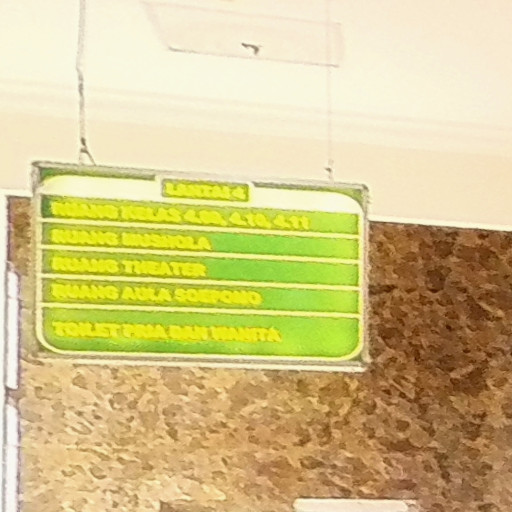 LANTAI 4
RUANG KELAS 4.09, 4.10, 4.11
RUANG MUSHOLA
RUANG THEATER
RUANG AULA SOEPOMO
TOILET PRIA DAN WANITA